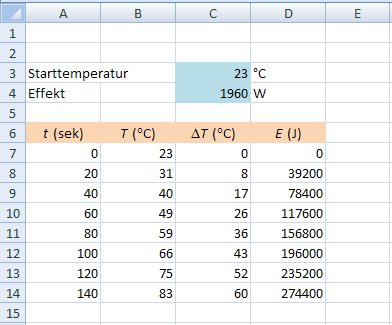 A B C D E
1
2
3 Starttemperatur 23 °C
4 Effekt 1960 W
5
6 t (sek) T (°C) ΔT (°C) E (J)
7 0 23 0 0
8 20 31 8 39200
9 40 40 17 78400
10 60 49 26 117600
11 80 59 36 156800
12 100 66 43 196000
13 120 75 52 235200
14 140 83 60 274400
15